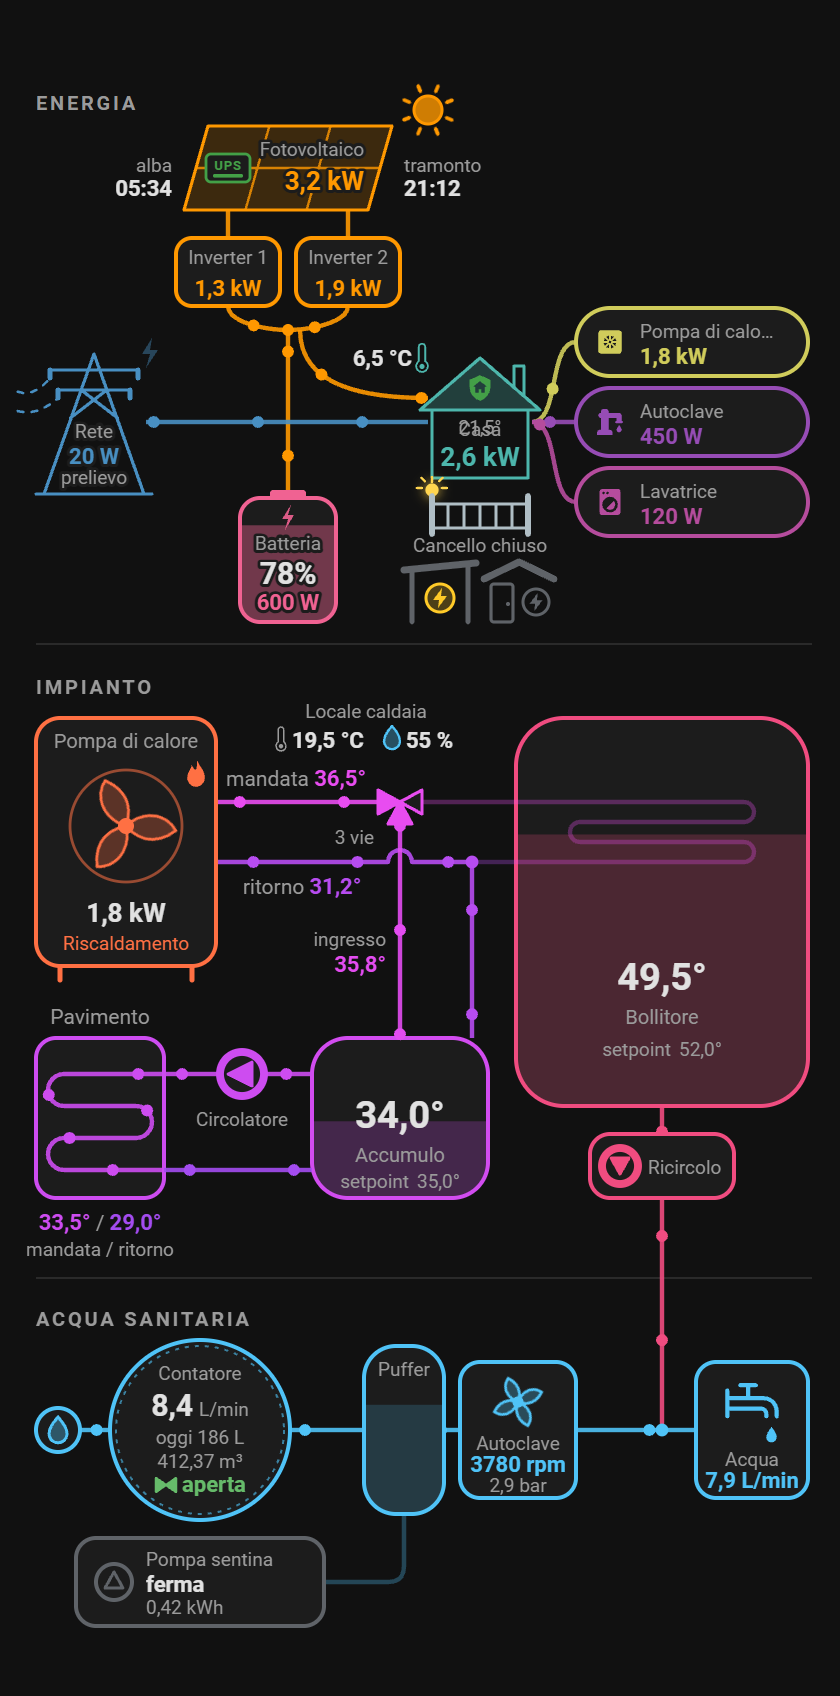 ENERGIA
alba
05:34
UPS
Fotovoltaico
3,2 kW
tramonto
21:12
Inverter 1
1,3 kW
Inverter 2
1,9 kW
6,5 °C
Pompa di calo...
1,8 kW
Autoclave
450 W
Lavatrice
120 W
Rete
20 W
prelievo
21,5°
Casa
2,6 kW
Batteria
78%
600 W
Cancello chiuso
IMPIANTO
Locale caldaia
19,5 °C
55 %
Pompa di calore
1,8 kW
Riscaldamento
mandata 36,5°
3 vie
ritorno 31,2°
ingresso
35,8°
49,5°
Bollitore
setpoint 52,0°
Pavimento
Circolatore
34,0°
Accumulo
setpoint 35,0°
Ricircolo
33,5° / 29,0°
mandata / ritorno
ACQUA SANITARIA
Contatore
8,4 L/min
oggi 186 L
412,37 m³
aperta
Puffer
Autoclave
3780 rpm
2,9 bar
Acqua
7,9 L/min
Pompa sentina
ferma
0,42 kWh